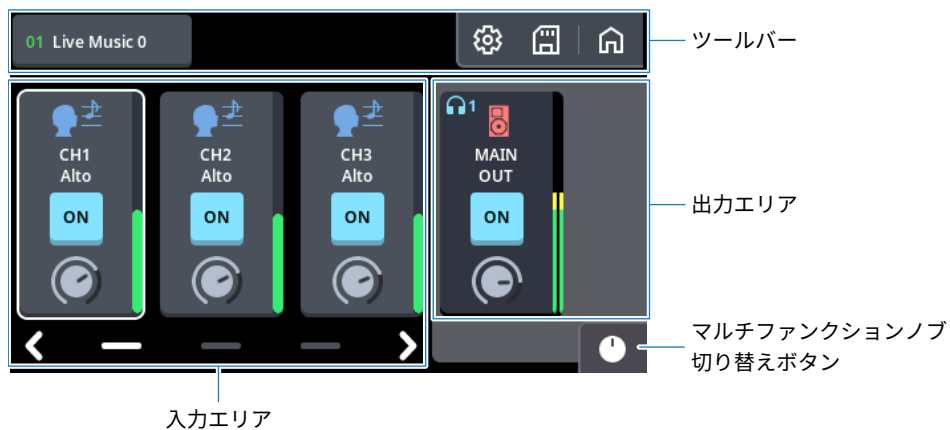 01 Live Music 0
ツールバー
CH1
Alto
ON
CH2
Alto
ON
CH3
Alto
ON
1
MAIN
OUT
ON
出力エリア
マルチファンクションノブ
切り替えボタン
入力エリア